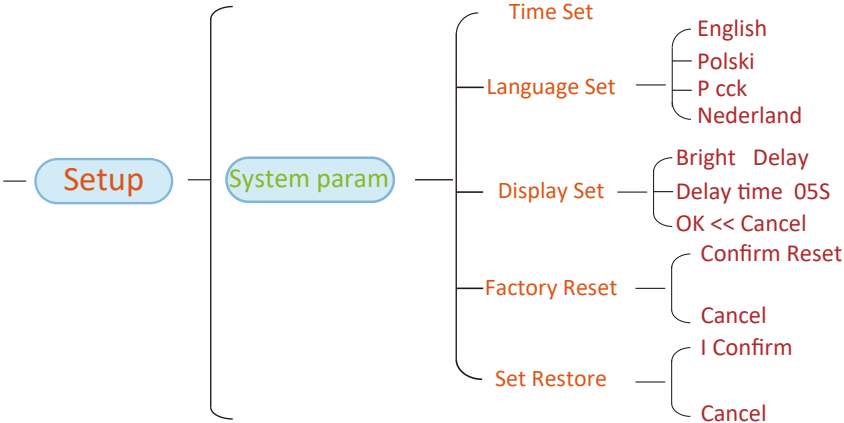 Setup
System param
Time Set
Language Set
English
Polski
P cck
Nederland
Display Set
Bright Delay
Delay time 05S
OK << Cancel
Factory Reset
Confirm Reset
Cancel
Set Restore
I Confirm
Cancel